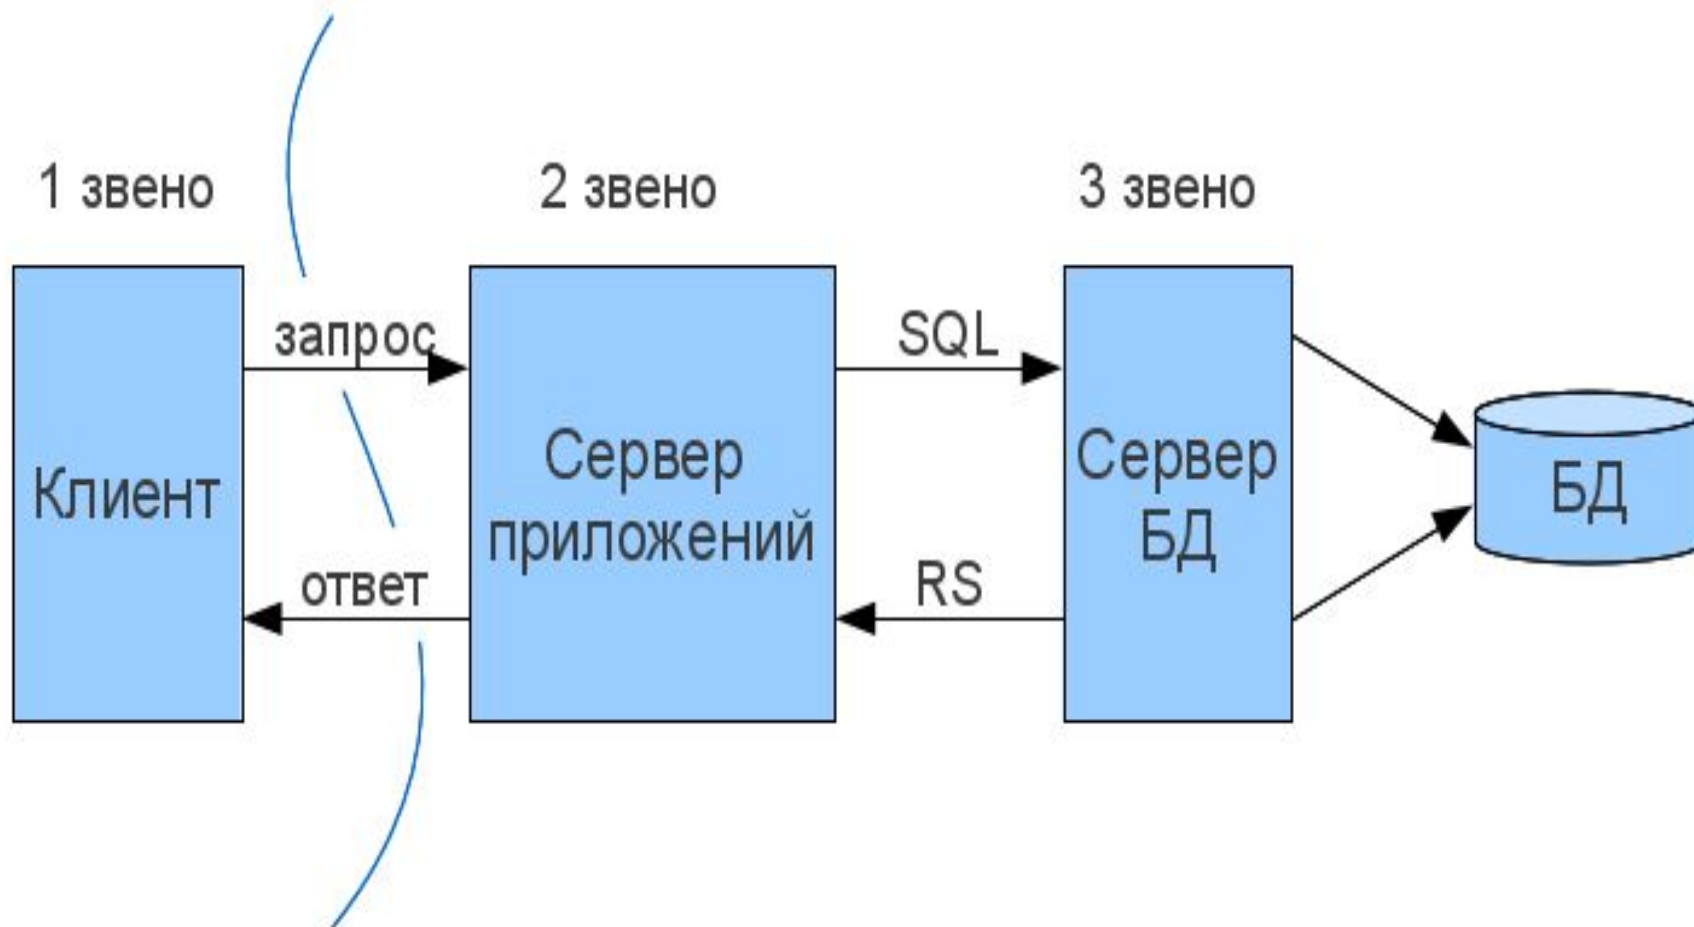 1 звено
2 звено
3 звено
запрос
SQL
Клиент
Сервер
приложений
Сервер
БД
БД
ответ
RS